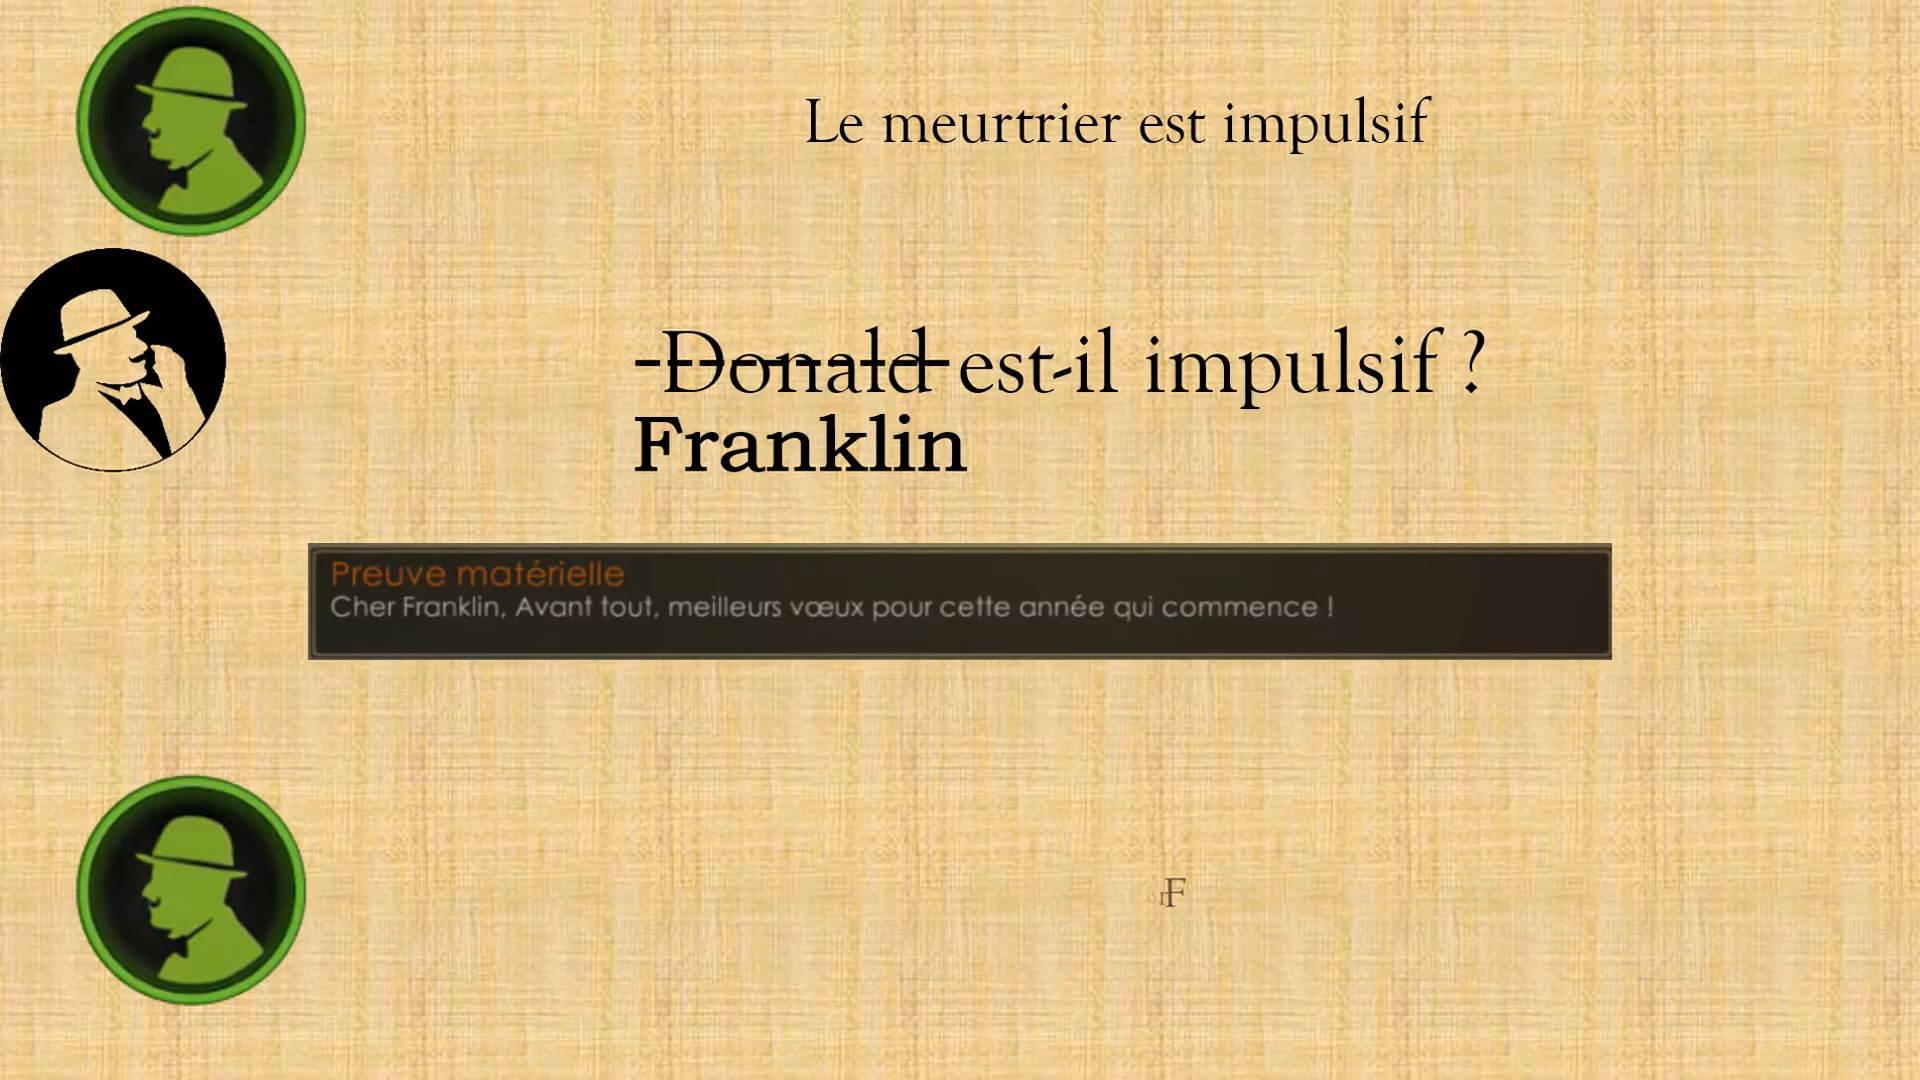 Le meurtrier est impulsif
-Donald est-il impulsif ?
Franklin
Preuve matérielle
Cher Franklin, Avant tout, meilleurs vœux pour cette année qui commence !
F